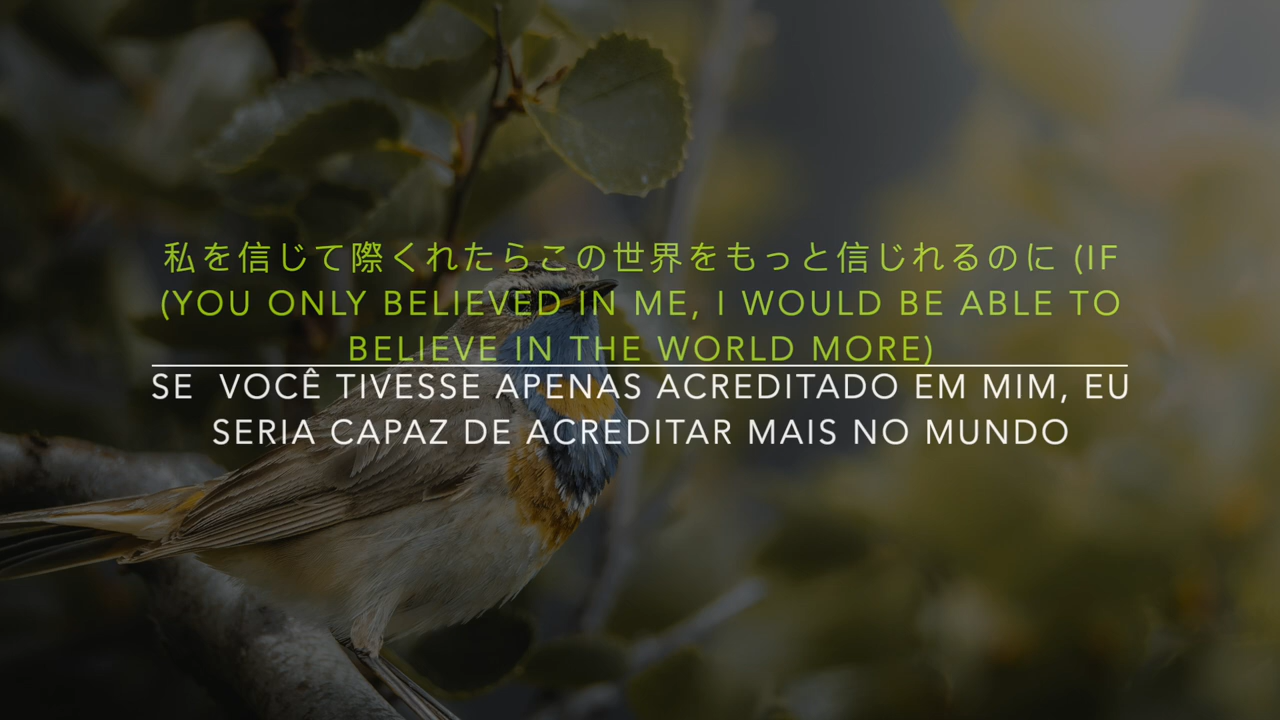 私を信じて際くれたらこの世界をもっと信じれるのに (IF
(YOU ONLY BELIEVED IN ME, I WOULD BE ABLE TO
BELIEVE IN THE WORLD MORE)
SE VOCÊ TIVESSE APENAS ACREDITADO EM MIM, EU
SERIA CAPAZ DE ACREDITAR MAIS NO MUNDO